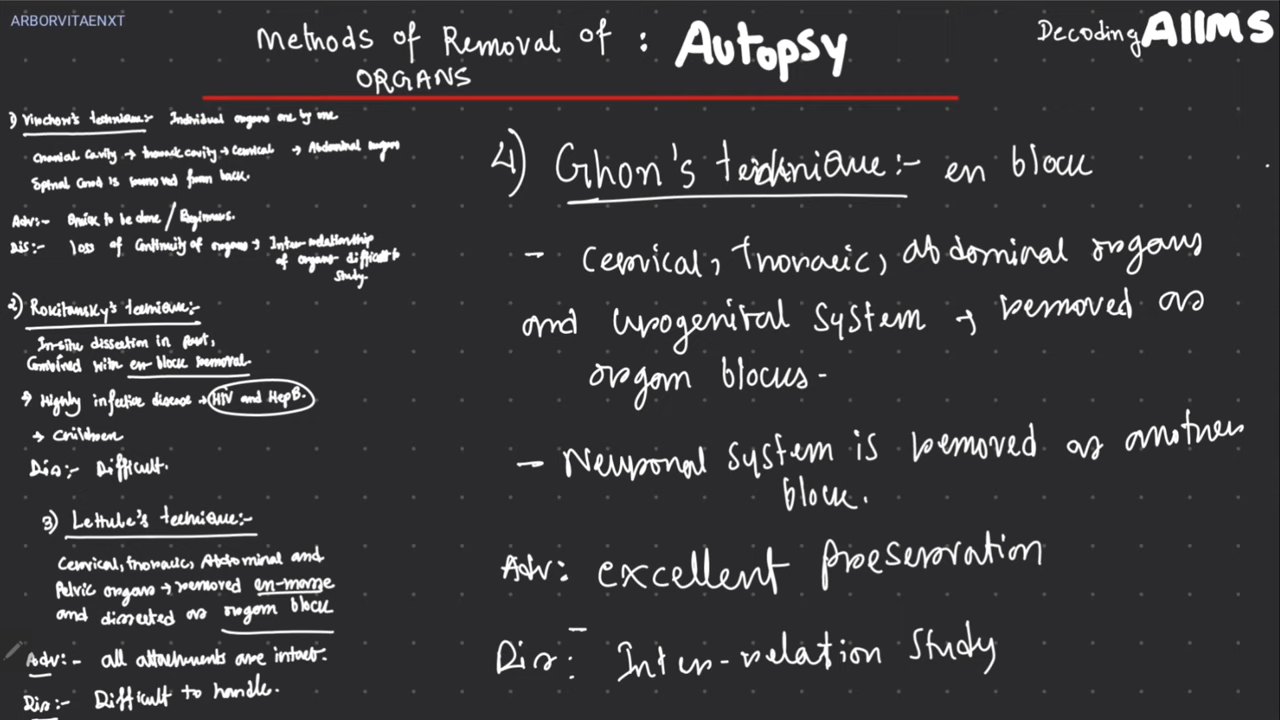 ARBORVITAENXT
Methods of Removal of : Autopsy
ORGANS
Decoding AIIMS
1) Virchow's technique:- Individual organs one by one
Cranial cavity → thoracic cavity → Cervical → Abdominal organs
Spinal Cord is removed from back.
Adv:- Quick to be done / Beginners.
Dis:- loss of Continuity of organs → Inter-relationship
of organs difficult to
study
2) Rokitansky's technique:-
In-situ dissection in part,
Combined with en block removal
→ Highly infective disease → HIV and HepB.
→ Children
Dis:- Difficult.
3) Lettule's technique:-
Cervical, thoracic, Abdominal and
Pelvic organs → removed en-masse
and dissected as organ block
Adv:- all attachments are intact.
Dis:- Difficult to handle.
4) Ghon's technique:- en block
- Cervical, Thoracic, abdominal organs
and urogenital system → removed as
organ blocks -
- Neuronal system is removed as another
block.
Adv: excellent preservation
Dis:- Inter-relation study